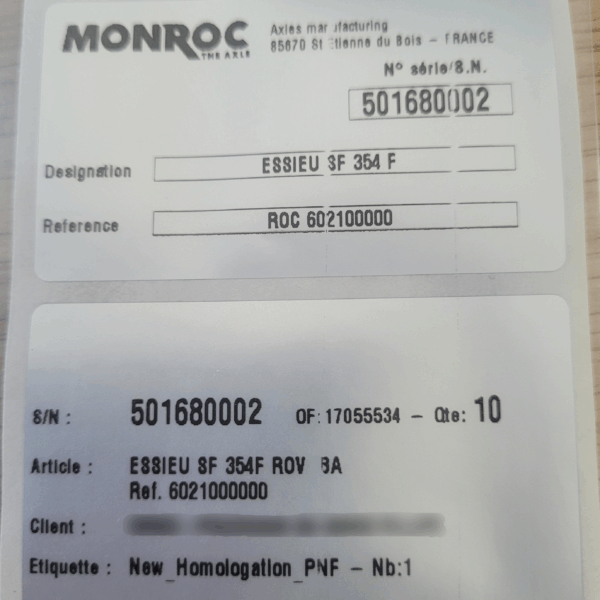 MONROC
THE AXLE
Axles manufacturing
85670 St Etienne du Bois - FRANCE
N° série/S.N.
501680002
Designation
ESSIEU SF 354 F
Reference
ROC 602100000
S/N : 501680002 OF: 17055534 - Qte: 10
Article : ESSIEU SF 354F ROV BA
Ref. 6021000000
Client :
Etiquette : New_Homologation_PNF - Nb:1